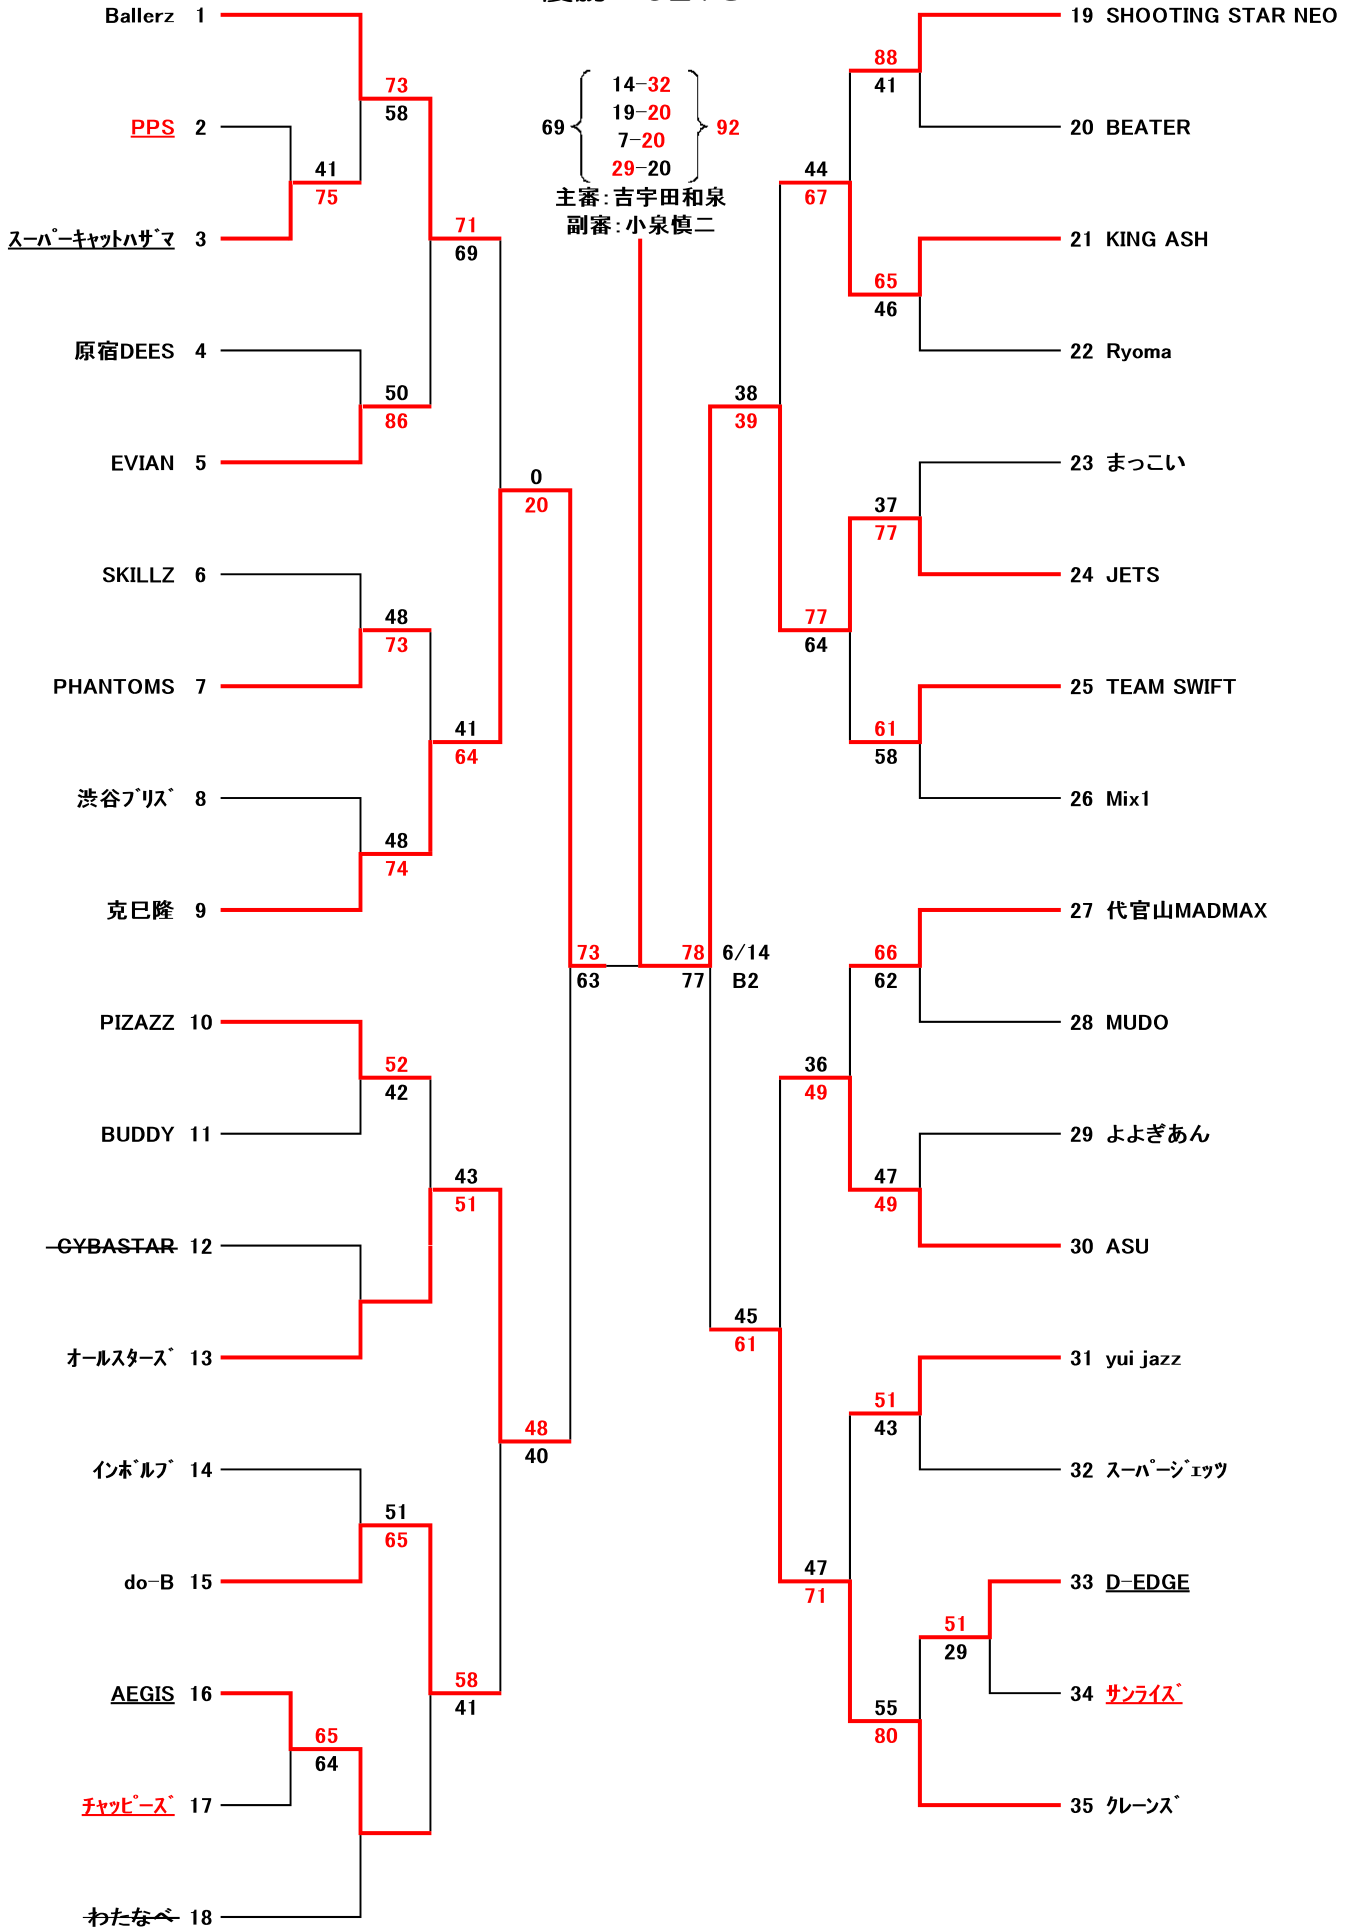 Ballerz 1
PPS 2
スーパーキャットハザマ 3
原宿DEES 4
EVIAN 5
SKILLZ 6
PHANTOMS 7
渋谷ブリズ 8
克巳隆 9
PIZAZZ 10
BUDDY 11
CYBASTAR 12
オールスターズ 13
インボルブ 14
do-B 15
AEGIS 16
チャッピーズ 17
わたなべ 18
73
58
41
75
71
69
50
86
0
20
48
73
41
64
48
74
73
63
52
42
43
51
48
40
51
65
58
41
65
64
14-32
19-20
69 7-20 92
29-20
主審:吉宇田和泉
副審:小泉慎二
78 6/14
77 B2
88
41
44
67
65
46
38
39
37
77
77
64
61
58
66
62
36
49
47
49
45
61
51
43
47
71
51
29
55
80
19 SHOOTING STAR NEO
20 BEATER
21 KING ASH
22 Ryoma
23 まっこい
24 JETS
25 TEAM SWIFT
26 Mix1
27 代官山MADMAX
28 MUDO
29 よよぎあん
30 ASU
31 yui jazz
32 スーパージェッツ
33 D-EDGE
34 サンライズ
35 クレーンズ